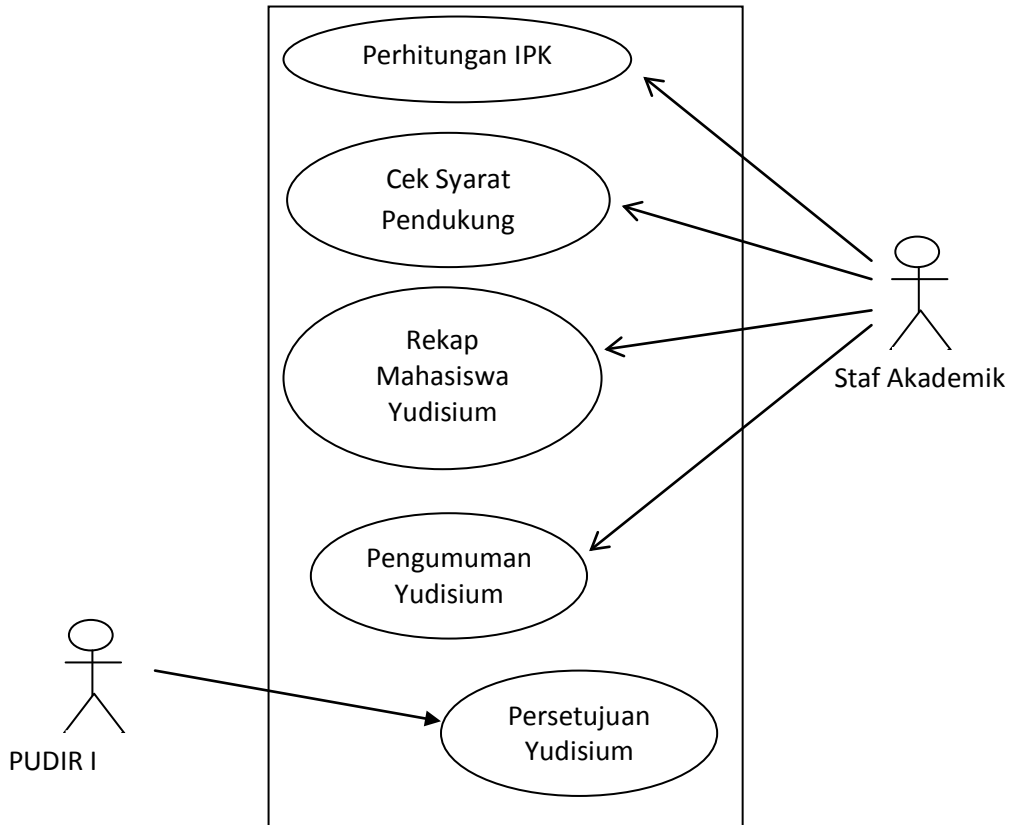 Perhitungan IPK
Cek Syarat
Pendukung
Rekap
Mahasiswa
Yudisium
Staf Akademik
Pengumuman
Yudisium
Persetujuan
Yudisium
PUDIR I